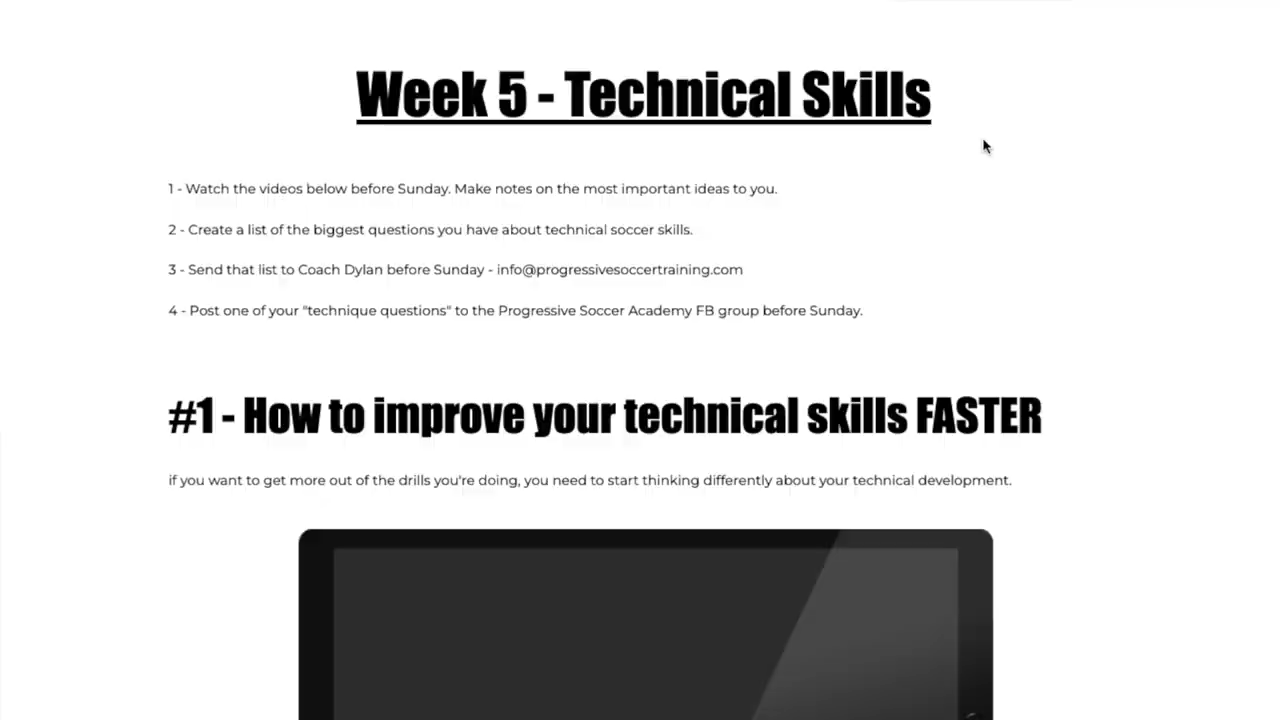 Week 5 - Technical Skills
1 - Watch the videos below before Sunday. Make notes on the most important ideas to you.
2 - Create a list of the biggest questions you have about technical soccer skills.
3 - Send that list to Coach Dylan before Sunday - info@progressivesoccertraining.com
4 - Post one of your "technique questions" to the Progressive Soccer Academy FB group before Sunday.
#1 - How to improve your technical skills FASTER
if you want to get more out of the drills you're doing, you need to start thinking differently about your technical development.